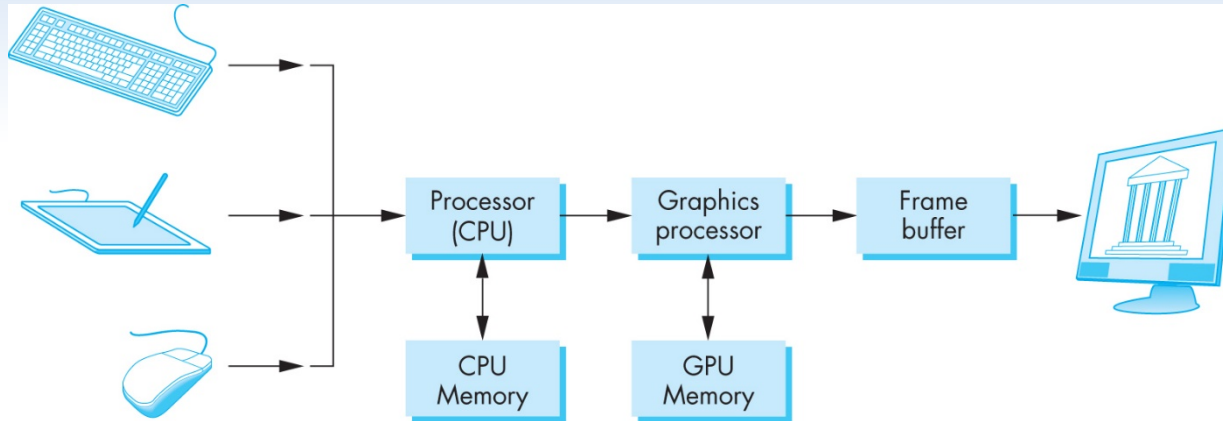 Processor
(CPU)
Graphics
processor
Frame
buffer
CPU
Memory
GPU
Memory